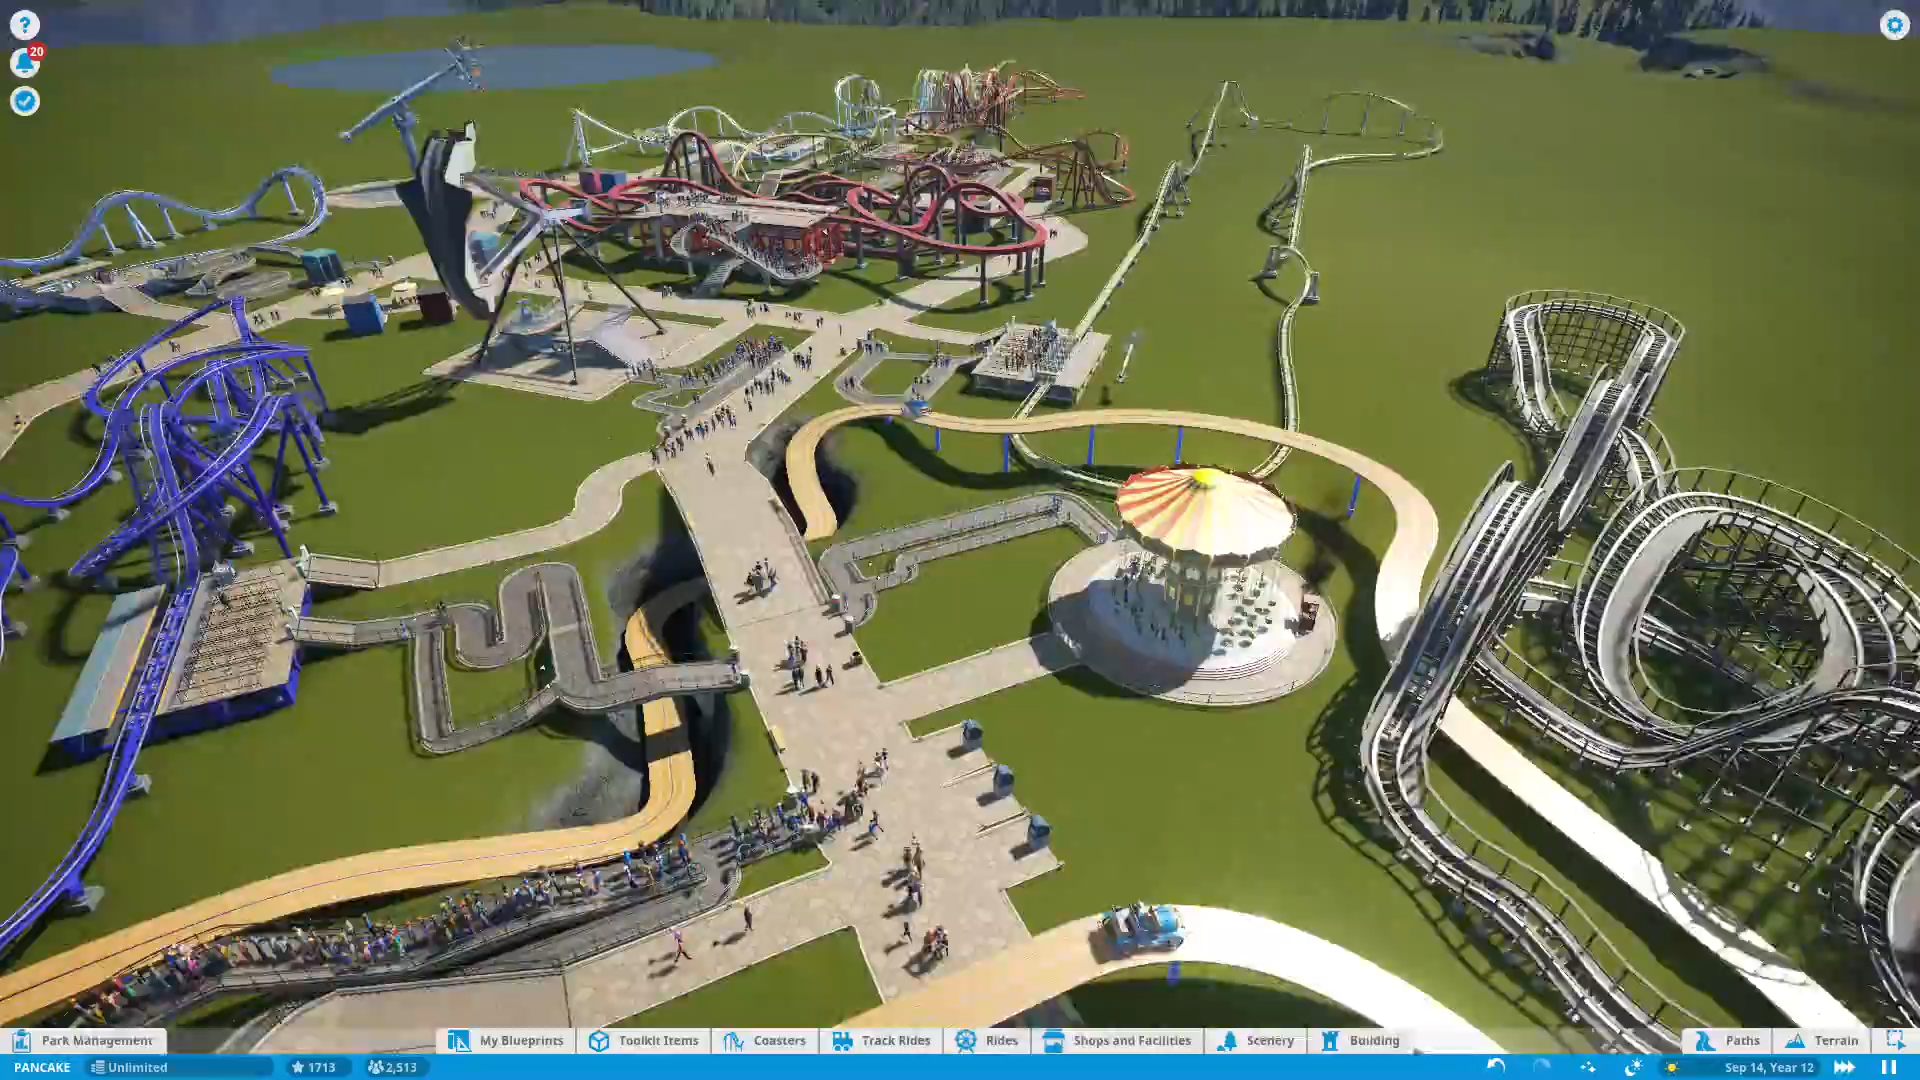 ?
20
Park Management
My Blueprints
Toolkit Items
Coasters
Track Rides
Rides
Shops and Facilities
Scenery
Building
Paths
Terrain
PANCAKE
Unlimited
1713
2,513
Sep 14, Year 12